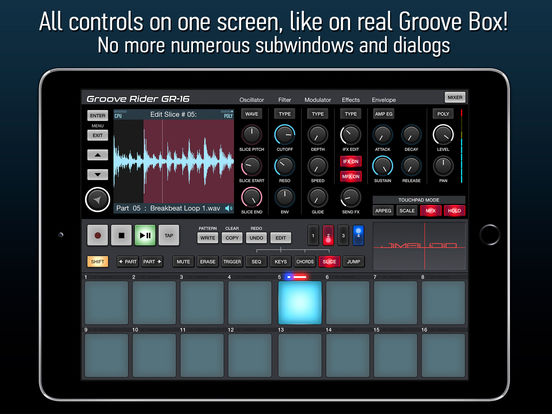 All controls on one screen, like on real Groove Box!
No more numerous subwindows and dialogs
Groove Rider GR-16
Oscillator Filter Modulator Effects Envelope
MIXER
ENTER
MENU
EXIT
CPU Edit Slice # 05: POLY
Part 05 : Breakbeat Loop 1.wav
WAVE TYPE TYPE TYPE AMP EG POLY
SLICE PITCH CUTOFF DEPTH IFX EDIT ATTACK DECAY LEVEL
IFX ON
SLICE START RESO SPEED MFX ON SUSTAIN RELEASE PAN
SLICE END ENV GLIDE SEND FX
TOUCHPAD MODE
ARPEG SCALE MFX HOLD
PATTERN CLEAR REDO
TAP WRITE COPY UNDO EDIT 1 2 3 4
JIMAUDIO
SHIFT PART PART MUTE ERASE TRIGGER SEQ KEYS CHORDS SLICE JUMP
1 2 3 4 5 6 7 8
9 10 11 12 13 14 15 16